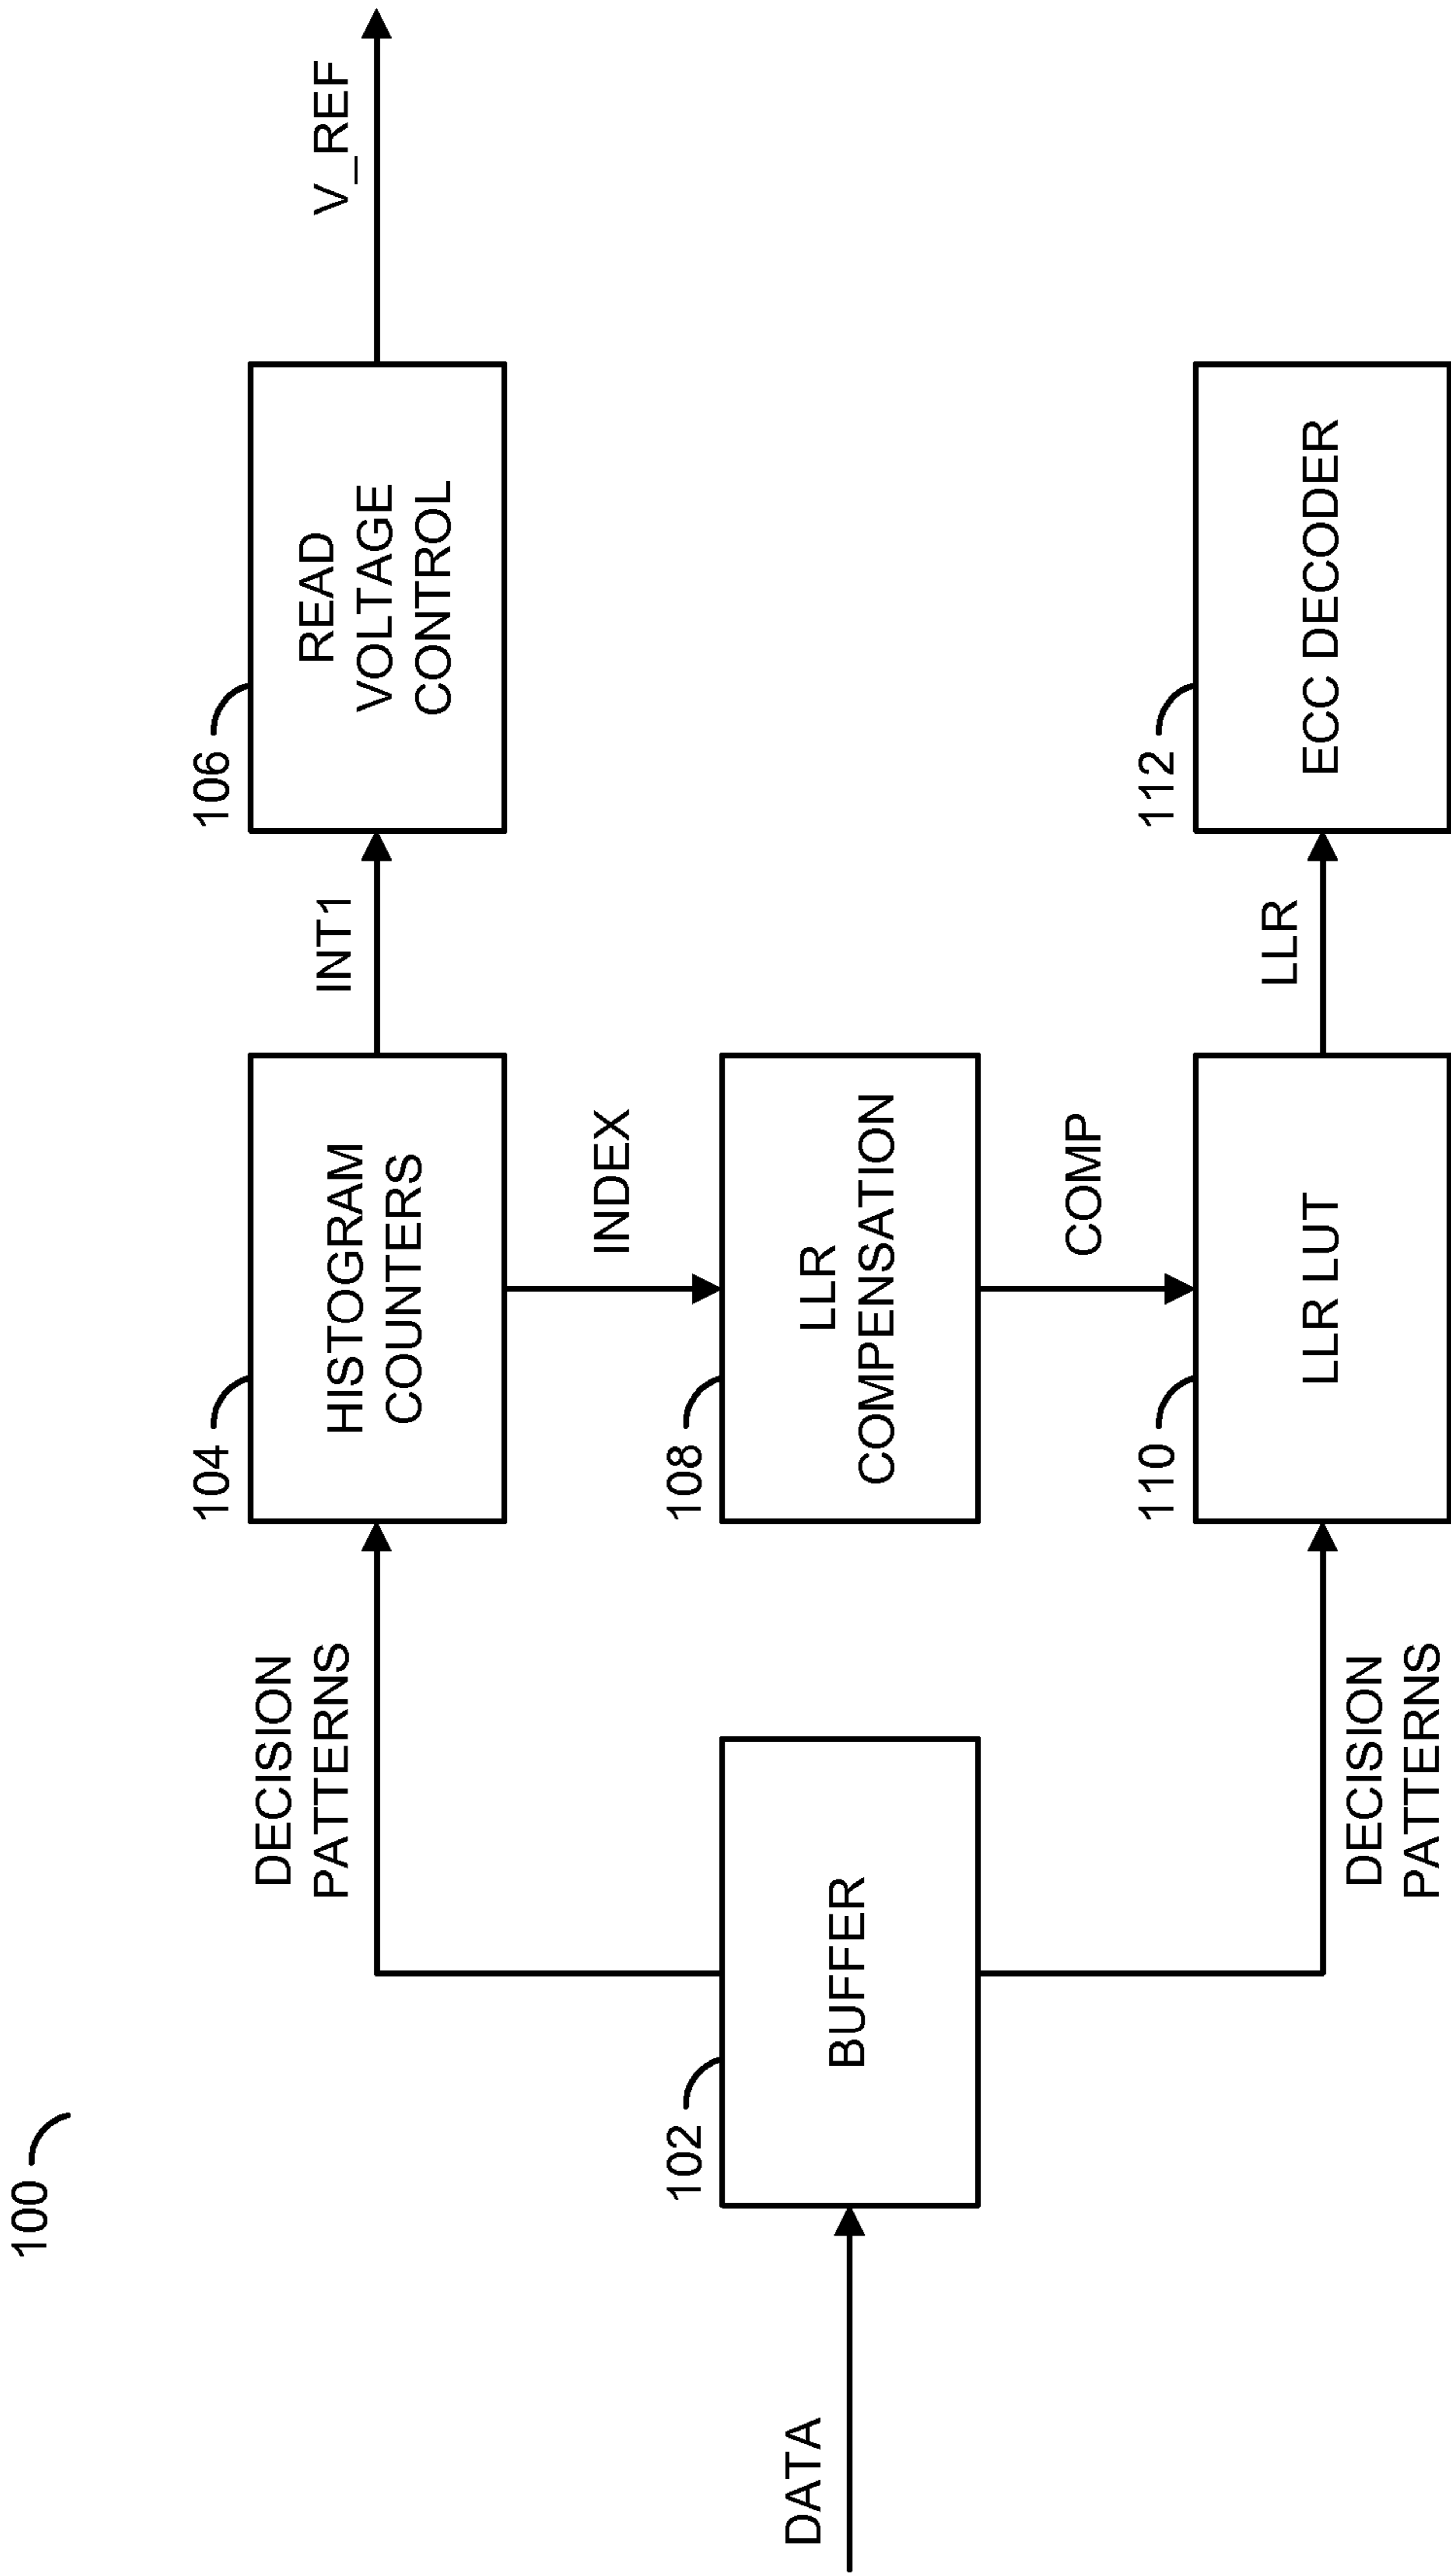 100
DECISION
PATTERNS
104
HISTOGRAM
COUNTERS
INT1
106
READ
VOLTAGE
CONTROL
V_REF
INDEX
DATA
102
BUFFER
108
LLR
COMPENSATION
COMP
DECISION
PATTERNS
110
LLR LUT
LLR
112
ECC DECODER